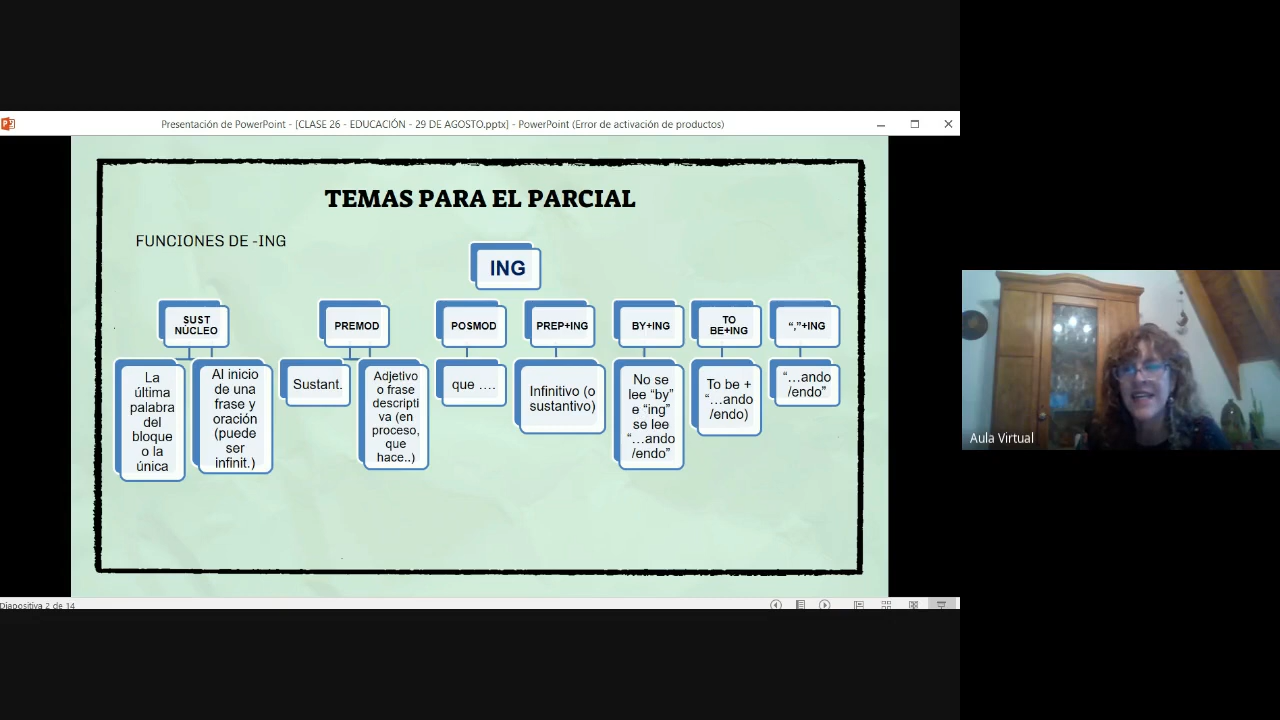 Presentación de PowerPoint - [CLASE 26 - EDUCACIÓN - 29 DE AGOSTO.pptx] - PowerPoint (Error de activación de productos)
TEMAS PARA EL PARCIAL
FUNCIONES DE -ING
ING
SUST
NÚCLEO
PREMOD
POSMOD
PREP+ING
BY+ING
TO
BE+ING
“,”+ING
La
última
palabra
del
bloque
o la
única
Al inicio
de una
frase y
oración
(puede
ser
infinit.)
Sustant.
Adjetivo
o frase
descripti
va (en
proceso,
que
hace..)
que ....
Infinitivo (o
sustantivo)
No se
lee “by”
e “ing”
se lee
“...ando
/endo”
To be +
“...ando
/endo)
“...ando
/endo”
Aula Virtual
Diapositiva 2 de 14